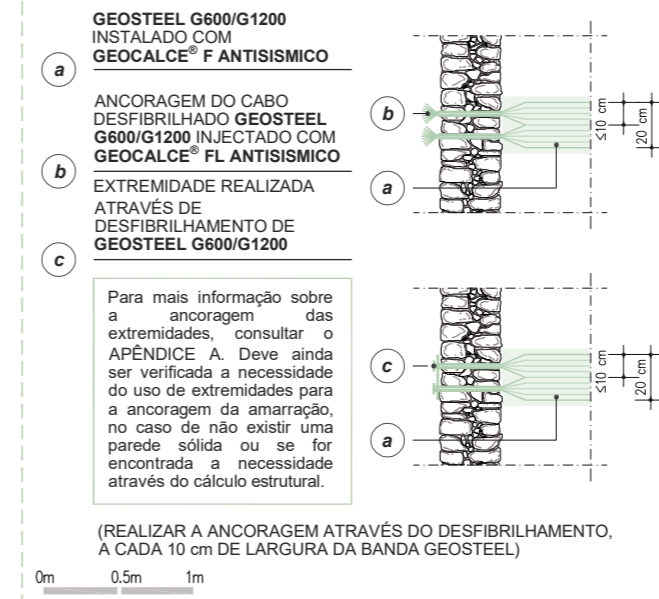 GEOSTEEL G600/G1200
INSTALADO COM
GEOCALCE® F ANTISISMICO
a
ANCORAGEM DO CABO
DESFIBRILHADO GEOSTEEL
G600/G1200 INJECTADO COM
GEOCALCE® FL ANTISISMICO
b
EXTREMIDADE REALIZADA
ATRAVÉS DE
DESFIBRILHAMENTO DE
GEOSTEEL G600/G1200
c
Para mais informação sobre
a ancoragem das
extremidades, consultar o
APÊNDICE A. Deve ainda
ser verificada a necessidade
do uso de extremidades para
a ancoragem da amarração,
no caso de não existir uma
parede sólida ou se for
encontrada a necessidade
através do cálculo estrutural.
b
a
≤10 cm
20 cm
c
a
≤10 cm
20 cm
(REALIZAR A ANCORAGEM ATRAVÉS DO DESFIBRILHAMENTO,
A CADA 10 cm DE LARGURA DA BANDA GEOSTEEL)
0m 0.5m 1m